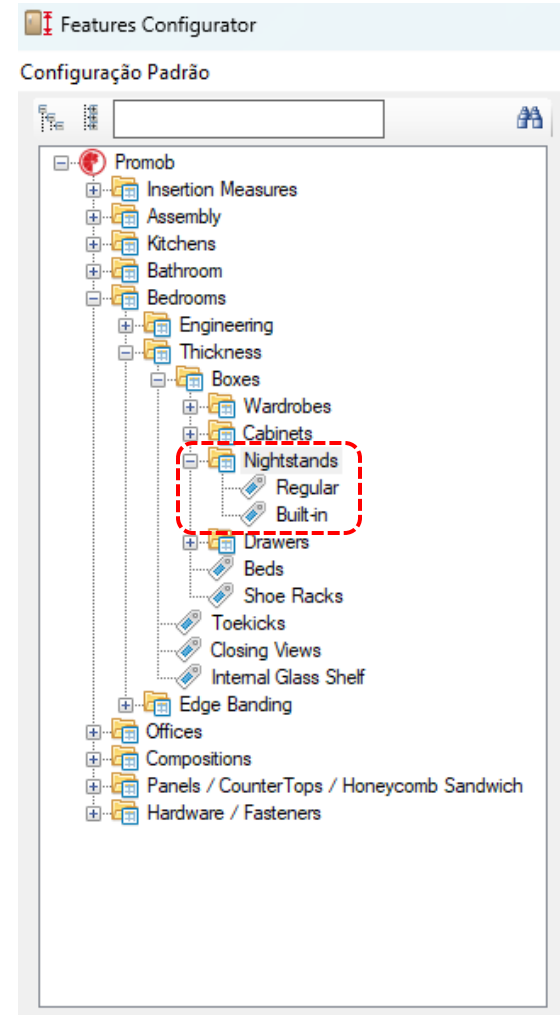 Features Configurator
Configuração Padrão
Promob
Insertion Measures
Assembly
Kitchens
Bathroom
Bedrooms
Engineering
Thickness
Boxes
Wardrobes
Cabinets
Nightstands
Regular
Built-in
Drawers
Beds
Shoe Racks
Toekicks
Closing Views
Internal Glass Shelf
Edge Banding
Offices
Compositions
Panels / CounterTops / Honeycomb Sandwich
Hardware / Fasteners